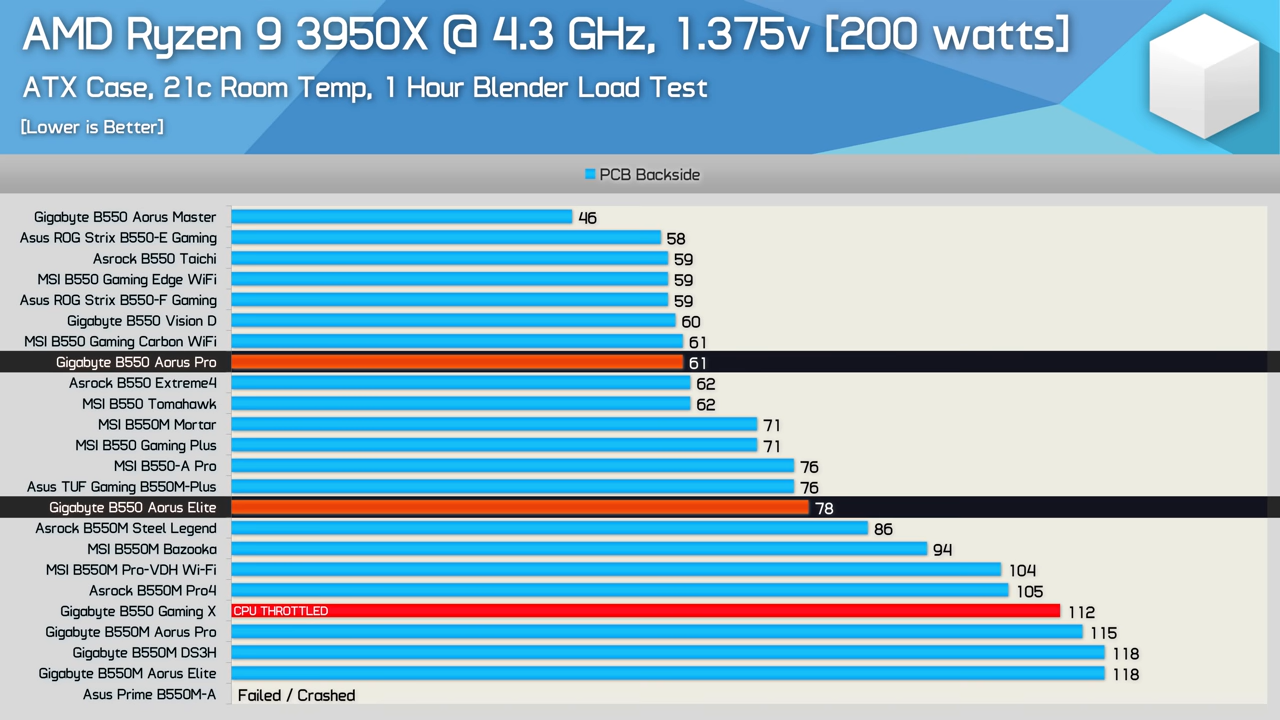 AMD Ryzen 9 3950X @ 4.3 GHz, 1.375v [200 watts]
ATX Case, 21c Room Temp, 1 Hour Blender Load Test
[Lower is Better]
PCB Backside
Gigabyte B550 Aorus Master 46
Asus ROG Strix B550-E Gaming 58
Asrock B550 Taichi 59
MSI B550 Gaming Edge WiFi 59
Asus ROG Strix B550-F Gaming 59
Gigabyte B550 Vision D 60
MSI B550 Gaming Carbon WiFi 61
Gigabyte B550 Aorus Pro 61
Asrock B550 Extreme4 62
MSI B550 Tomahawk 62
MSI B550M Mortar 71
MSI B550 Gaming Plus 71
MSI B550-A Pro 76
Asus TUF Gaming B550M-Plus 76
Gigabyte B550 Aorus Elite 78
Asrock B550M Steel Legend 86
MSI B550M Bazooka 94
MSI B550M Pro-VDH Wi-Fi 104
Asrock B550M Pro4 105
Gigabyte B550 Gaming X CPU THROTTLED 112
Gigabyte B550M Aorus Pro 115
Gigabyte B550M DS3H 118
Gigabyte B550M Aorus Elite 118
Asus Prime B550M-A Failed / Crashed